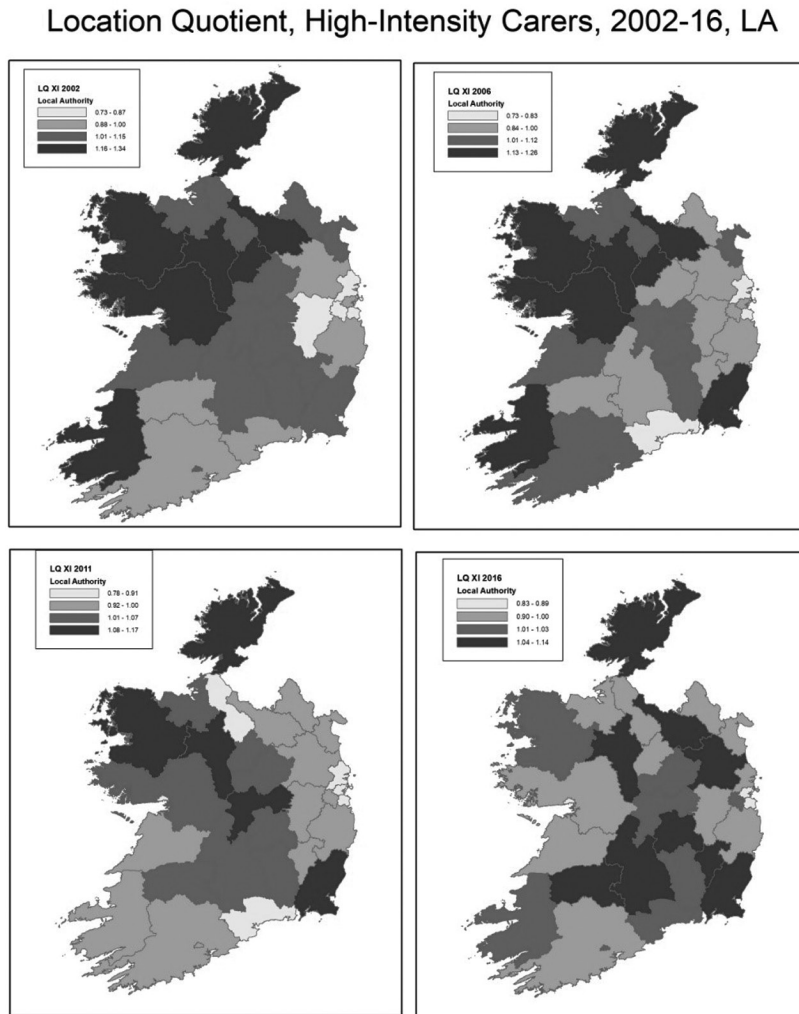 Location Quotient, High-Intensity Carers, 2002-16, LA
LQ XI 2002
Local Authority
0.73 - 0.87
0.88 - 1.00
1.01 - 1.15
1.16 - 1.34
LQ XI 2006
Local Authority
0.73 - 0.83
0.84 - 1.00
1.01 - 1.12
1.13 - 1.26
LQ XI 2011
Local Authority
0.78 - 0.91
0.92 - 1.00
1.01 - 1.07
1.08 - 1.17
LQ XI 2016
Local Authority
0.83 - 0.89
0.90 - 1.00
1.01 - 1.03
1.04 - 1.14